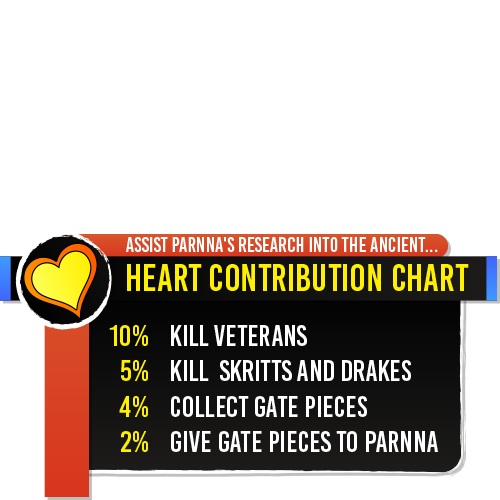 ASSIST PARNNA'S RESEARCH INTO THE ANCIENT...
HEART CONTRIBUTION CHART
10% KILL VETERANS
5% KILL SKRITTS AND DRAKES
4% COLLECT GATE PIECES
2% GIVE GATE PIECES TO PARNNA